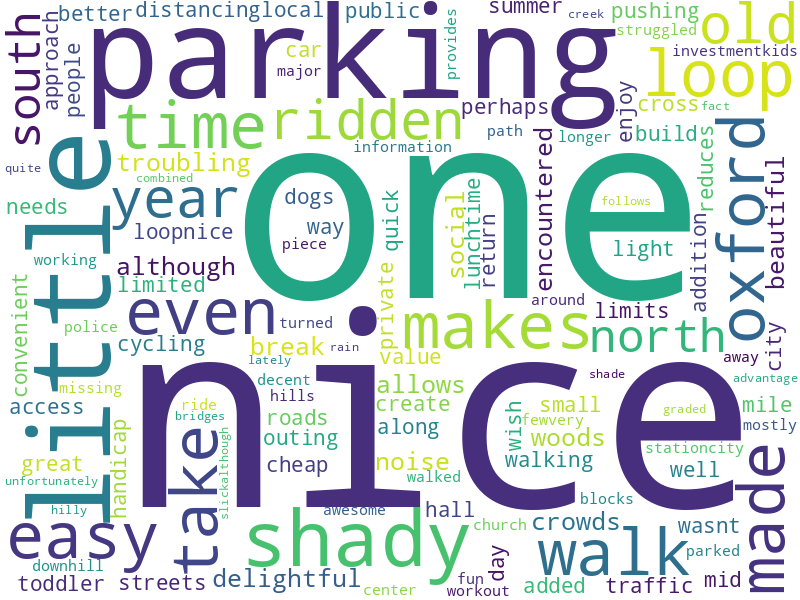 better
distancinglocal
public
summer
creek
pushing
old
approach
people
south
parking
car
major
provides
struggled
investmentkids
loop
time
ridden
perhaps
enjoy
cross
fact
path
longer
build
quite
little
troubling
information
combined
year
one
dogs
way
piece
quick
social
lunchtime
return
encountered
follows
light
reduces
oxford
beautiful
needs
loopnice
working
although
limited
convenient
police
even
turned
private
makes
around
limits
north
addition
city
away
cycling
break
rain
value
lately
missing
access
ride
bridges
nice
decent
hills
allows
create
shade
advantage
small
graded
mile
roads
outing
along
wish
fewvery
woods
mostly
great
handicap
take
cheap
noise
walked
walking
stationcity
well
unfortunately
slickalthough
hilly
awesome
hall
blocks
made
easy
shady
church
crowds
wasnt
walk
parked
downhill
toddler
streets
delightful
center
fun
workout
day
added
traffic
mid